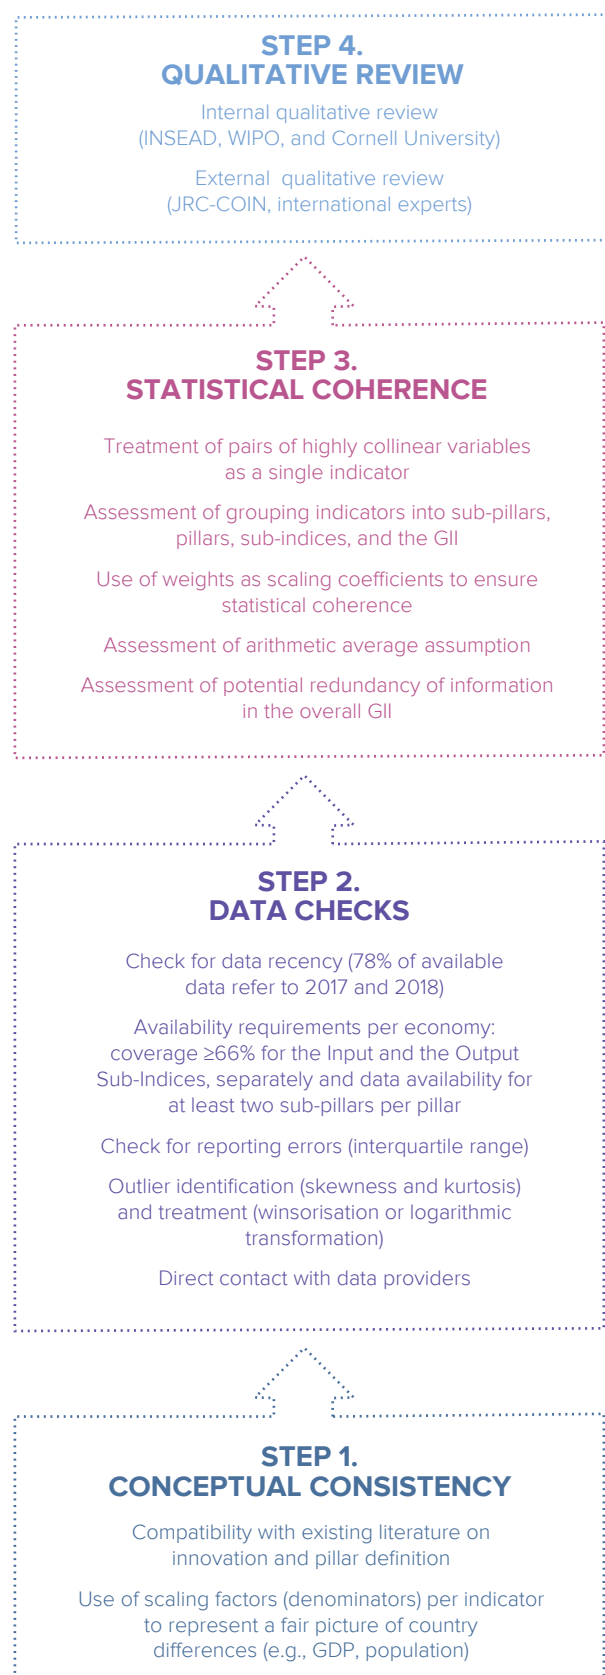 STEP 4.
QUALITATIVE REVIEW
Internal qualitative review
(INSEAD, WIPO, and Cornell University)
External qualitative review
(JRC-COIN, international experts)
STEP 3.
STATISTICAL COHERENCE
Treatment of pairs of highly collinear variables
as a single indicator
Assessment of grouping indicators into sub-pillars,
pillars, sub-indices, and the GII
Use of weights as scaling coefficients to ensure
statistical coherence
Assessment of arithmetic average assumption
Assessment of potential redundancy of information
in the overall GII
STEP 2.
DATA CHECKS
Check for data recency (78% of available
data refer to 2017 and 2018)
Availability requirements per economy:
coverage ≥66% for the Input and the Output
Sub-Indices, separately and data availability for
at least two sub-pillars per pillar
Check for reporting errors (interquartile range)
Outlier identification (skewness and kurtosis)
and treatment (winsorisation or logarithmic
transformation)
Direct contact with data providers
STEP 1.
CONCEPTUAL CONSISTENCY
Compatibility with existing literature on
innovation and pillar definition
Use of scaling factors (denominators) per indicator
to represent a fair picture of country
differences (e.g., GDP, population)